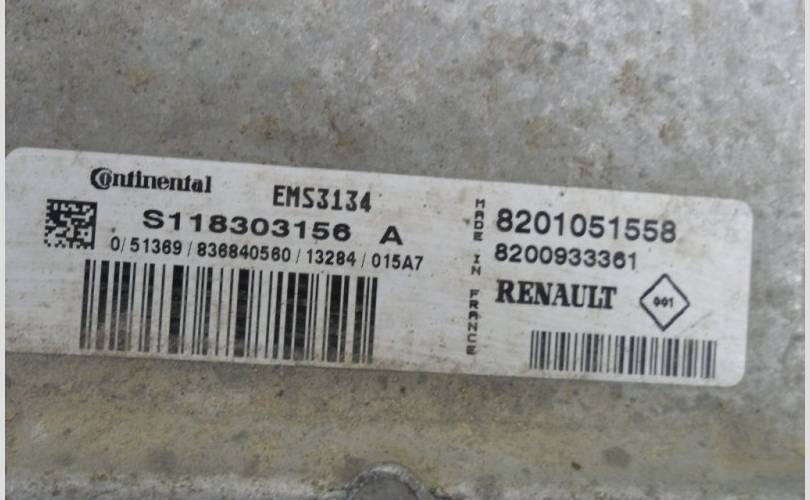 Continental
EMS3134
S118303156 A
0/51369/836840560/13284/015A7
MADE IN FRANCE
8201051558
8200933361
RENAULT
001